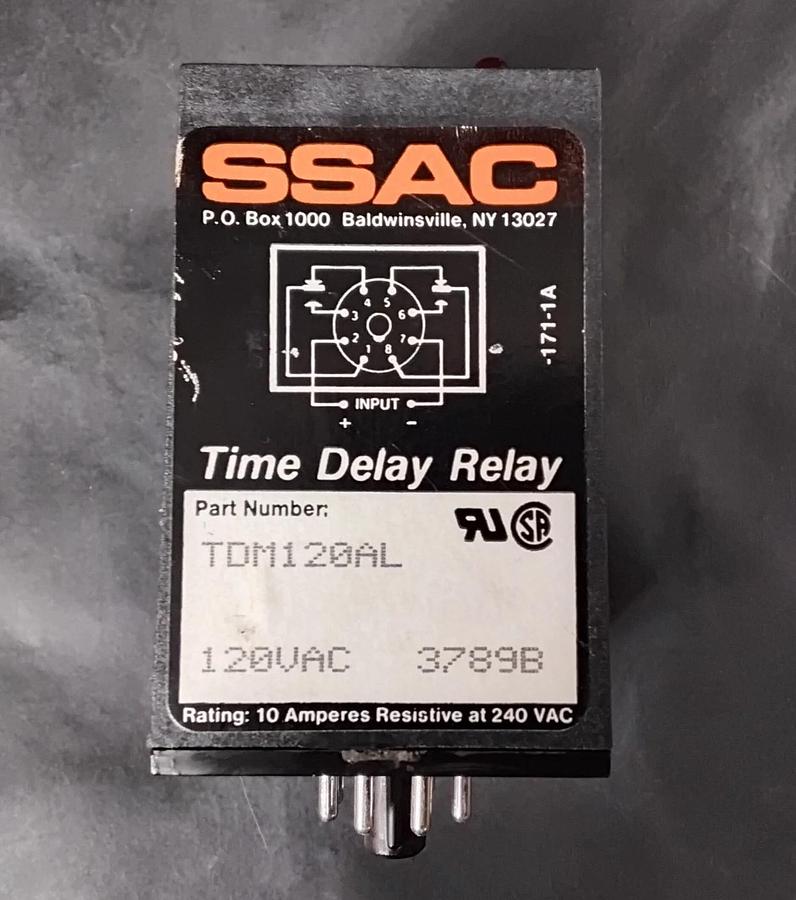 SSAC
P.O. Box 1000 Baldwinsville, NY 13027
4 5
3 6
2 7
1 8
-171-1A
INPUT
+ -
Time Delay Relay
Part Number:
TDM120AL
120VAC 3789B
Rating: 10 Amperes Resistive at 240 VAC